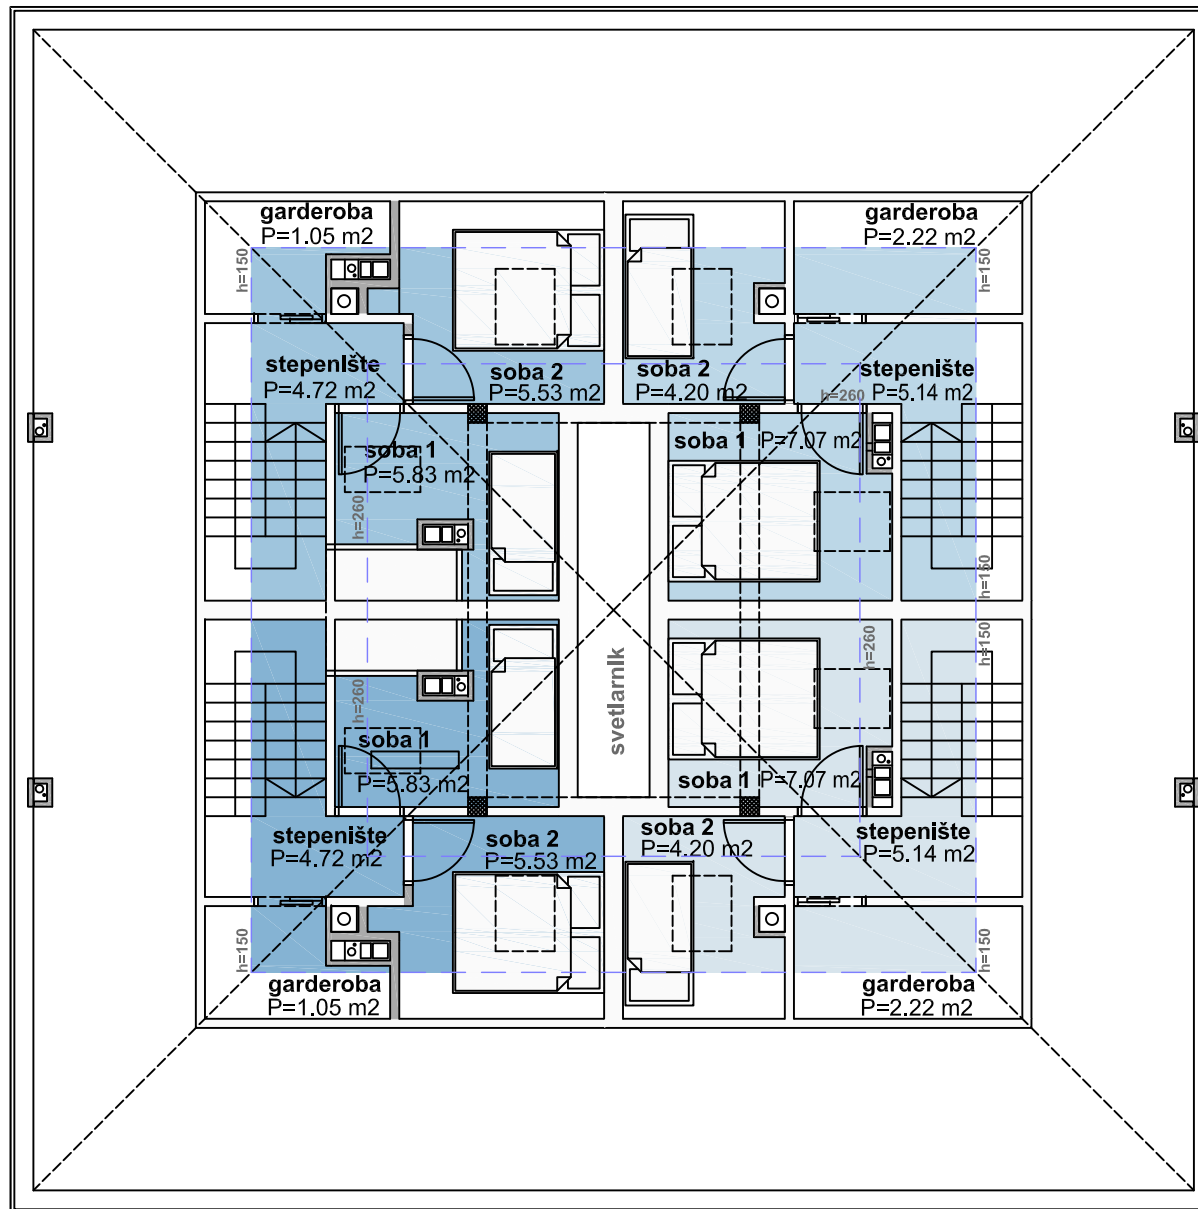 garderoba
P=1.05 m2
garderoba
P=2.22 m2
h=150
h=150
stepenIšte
P=4.72 m2
soba 2
P=5.53 m2
soba 2
P=4.20 m2
stepenište
P=5.14 m2
h=260
soba 1
P=5.83 m2
soba 1
P=7.07 m2
h=260
h=150
h=150
h=260
h=260
svetlarnIk
soba 1
P=5.83 m2
soba 1
P=7.07 m2
stepenište
P=4.72 m2
soba 2
P=5.53 m2
soba 2
P=4.20 m2
stepenište
P=5.14 m2
h=150
h=150
garderoba
P=1.05 m2
garderoba
P=2.22 m2